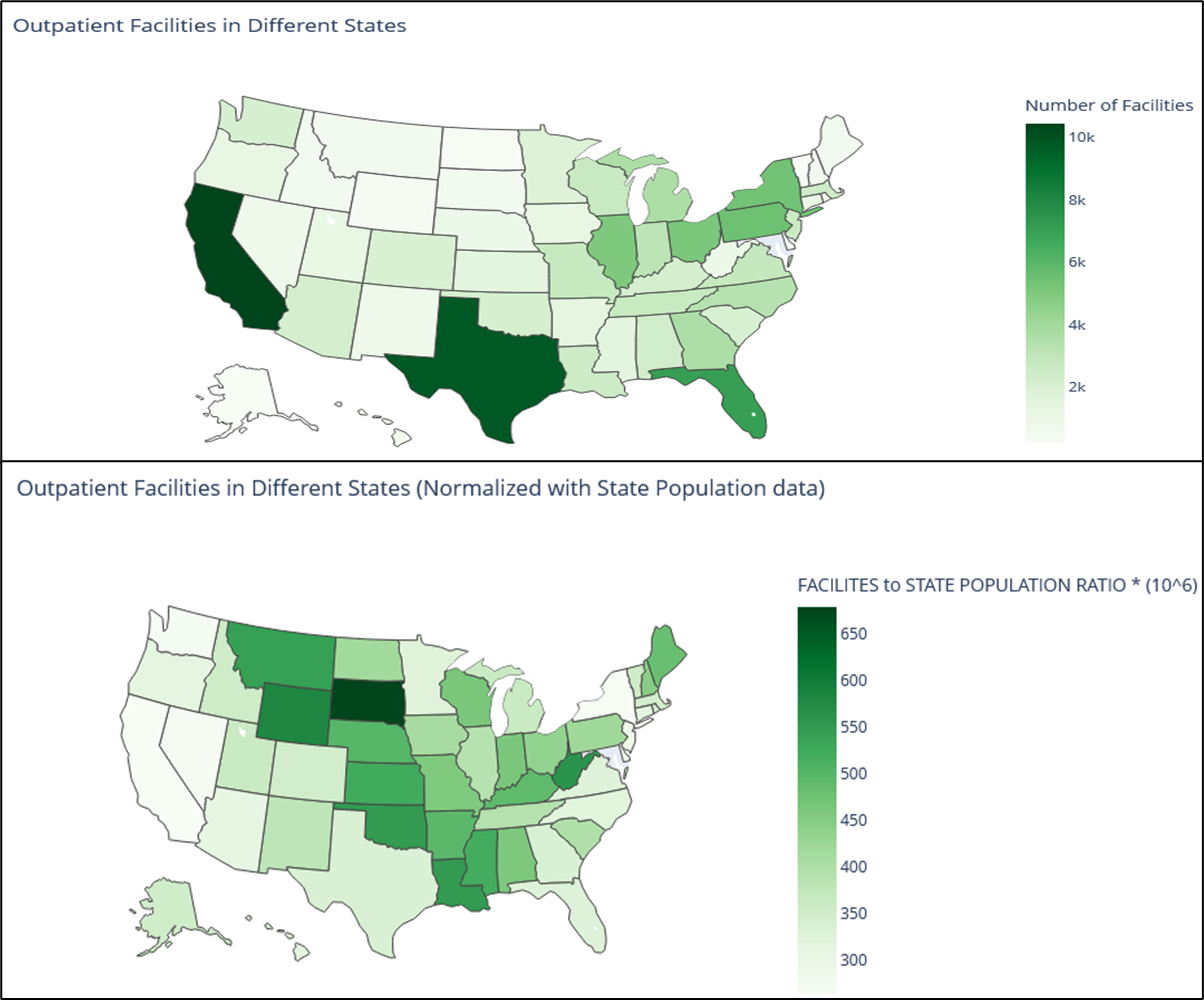 Outpatient Facilities in Different States
Number of Facilities
10k
8k
6k
4k
2k
Outpatient Facilities in Different States (Normalized with State Population data)
FACILITES to STATE POPULATION RATIO * (10^6)
650
600
550
500
450
400
350
300